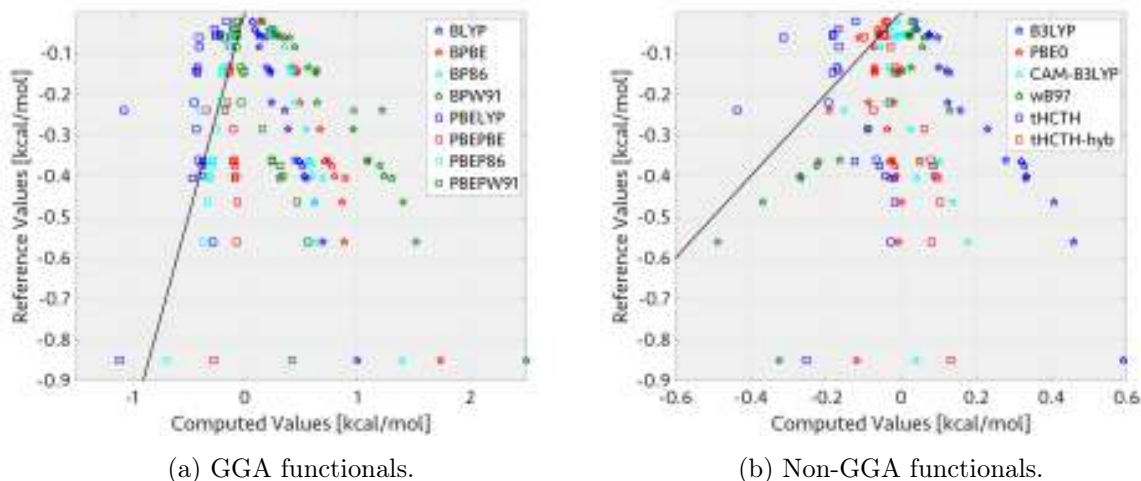 Reference Values [kcal/mol]
-0.1
-0.2
-0.3
-0.4
-0.5
-0.6
-0.7
-0.8
-0.9
-1
0
1
2
Computed Values [kcal/mol]
BLYP
BPBE
BP86
BPW91
PBELYP
PBEPBE
PBEP86
PBEPW91
(a) GGA functionals.
Reference Values [kcal/mol]
-0.1
-0.2
-0.3
-0.4
-0.5
-0.6
-0.7
-0.8
-0.9
-0.6
-0.4
-0.2
0
0.2
0.4
0.6
Computed Values [kcal/mol]
B3LYP
PBE0
CAM-B3LYP
wB97
tHCTH
tHCTH-hyb
(b) Non-GGA functionals.